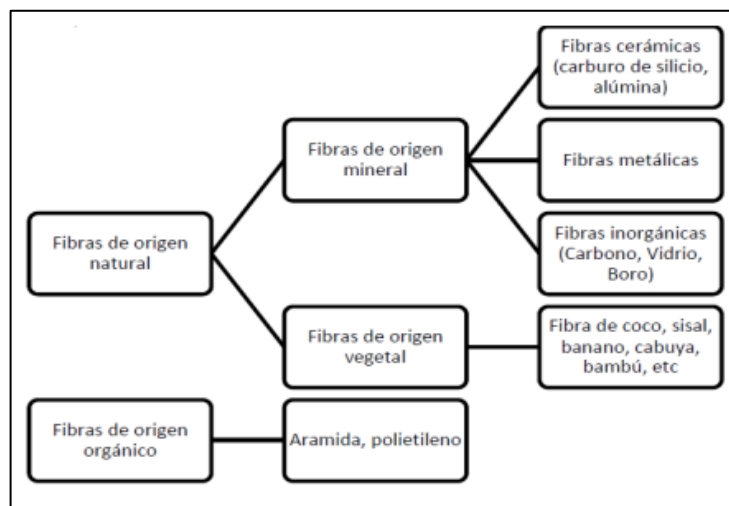 Fibras cerámicas
(carburo de silicio,
alúmina)
Fibras de origen
mineral
Fibras metálicas
Fibras de origen
natural
Fibras inorgánicas
(Carbono, Vidrio,
Boro)
Fibras de origen
vegetal
Fibra de coco, sisal,
banano, cabuya,
bambú, etc
Fibras de origen
orgánico
Aramida, polietileno